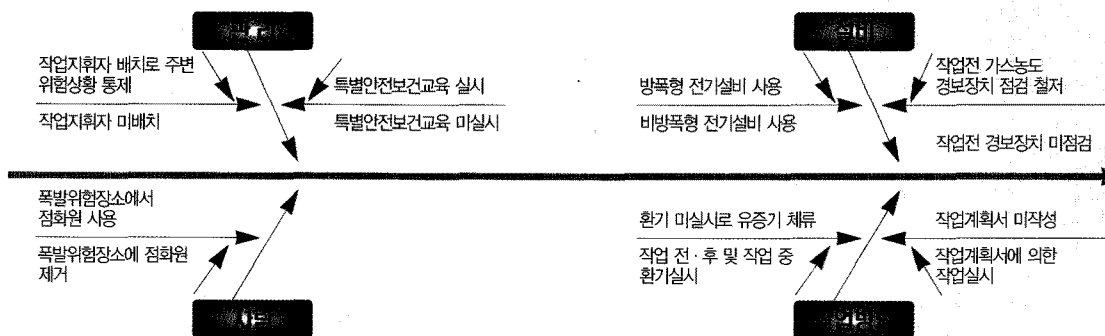 작업지휘자 배치로 주변
위험상황 통제
작업지휘자 미배치
특별안전보건교육 실시
특별안전보건교육 미실시
방폭형 전기설비 사용
비방폭형 전기설비 사용
작업전 가스농도
경보장치 점검 철저
작업전 경보장치 미점검
폭발위험장소에서
점화원 사용
폭발위험장소에 점화원
제거
환기 미실시로 유증기 체류
작업 전·후 및 작업 중
환기실시
작업계획서 미작성
작업계획서에 의한
작업실시